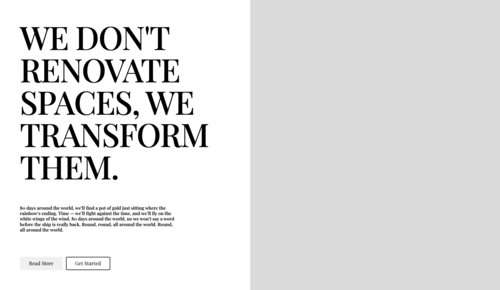 WE DON'T
RENOVATE
SPACES, WE
TRANSFORM
THEM.
80 days around the world, we'll find a pot of gold just sitting where the
rainbow's ending. Time — we'll fight against the time, and we'll fly on the
white wings of the wind. 80 days around the world, no we won't say a word
before the ship is really back. Round, round, all around the world. Round,
all around the world.
Read More
Get Started